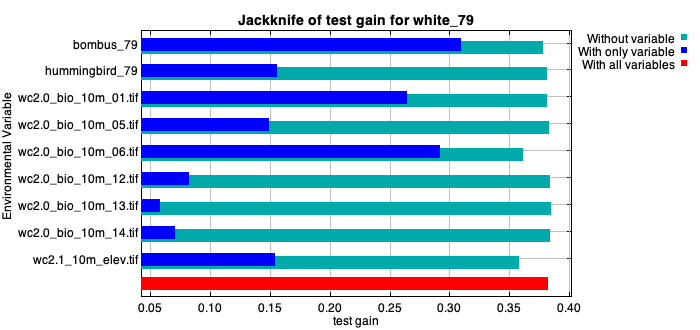 Jackknife of test gain for white_79
Without variable
With only variable
With all variables
Environmental Variable
bombus_79
hummingbird_79
wc2.0_bio_10m_01.tif
wc2.0_bio_10m_05.tif
wc2.0_bio_10m_06.tif
wc2.0_bio_10m_12.tif
wc2.0_bio_10m_13.tif
wc2.0_bio_10m_14.tif
wc2.1_10m_elev.tif
0.05 0.10 0.15 0.20 0.25 0.30 0.35 0.40
test gain